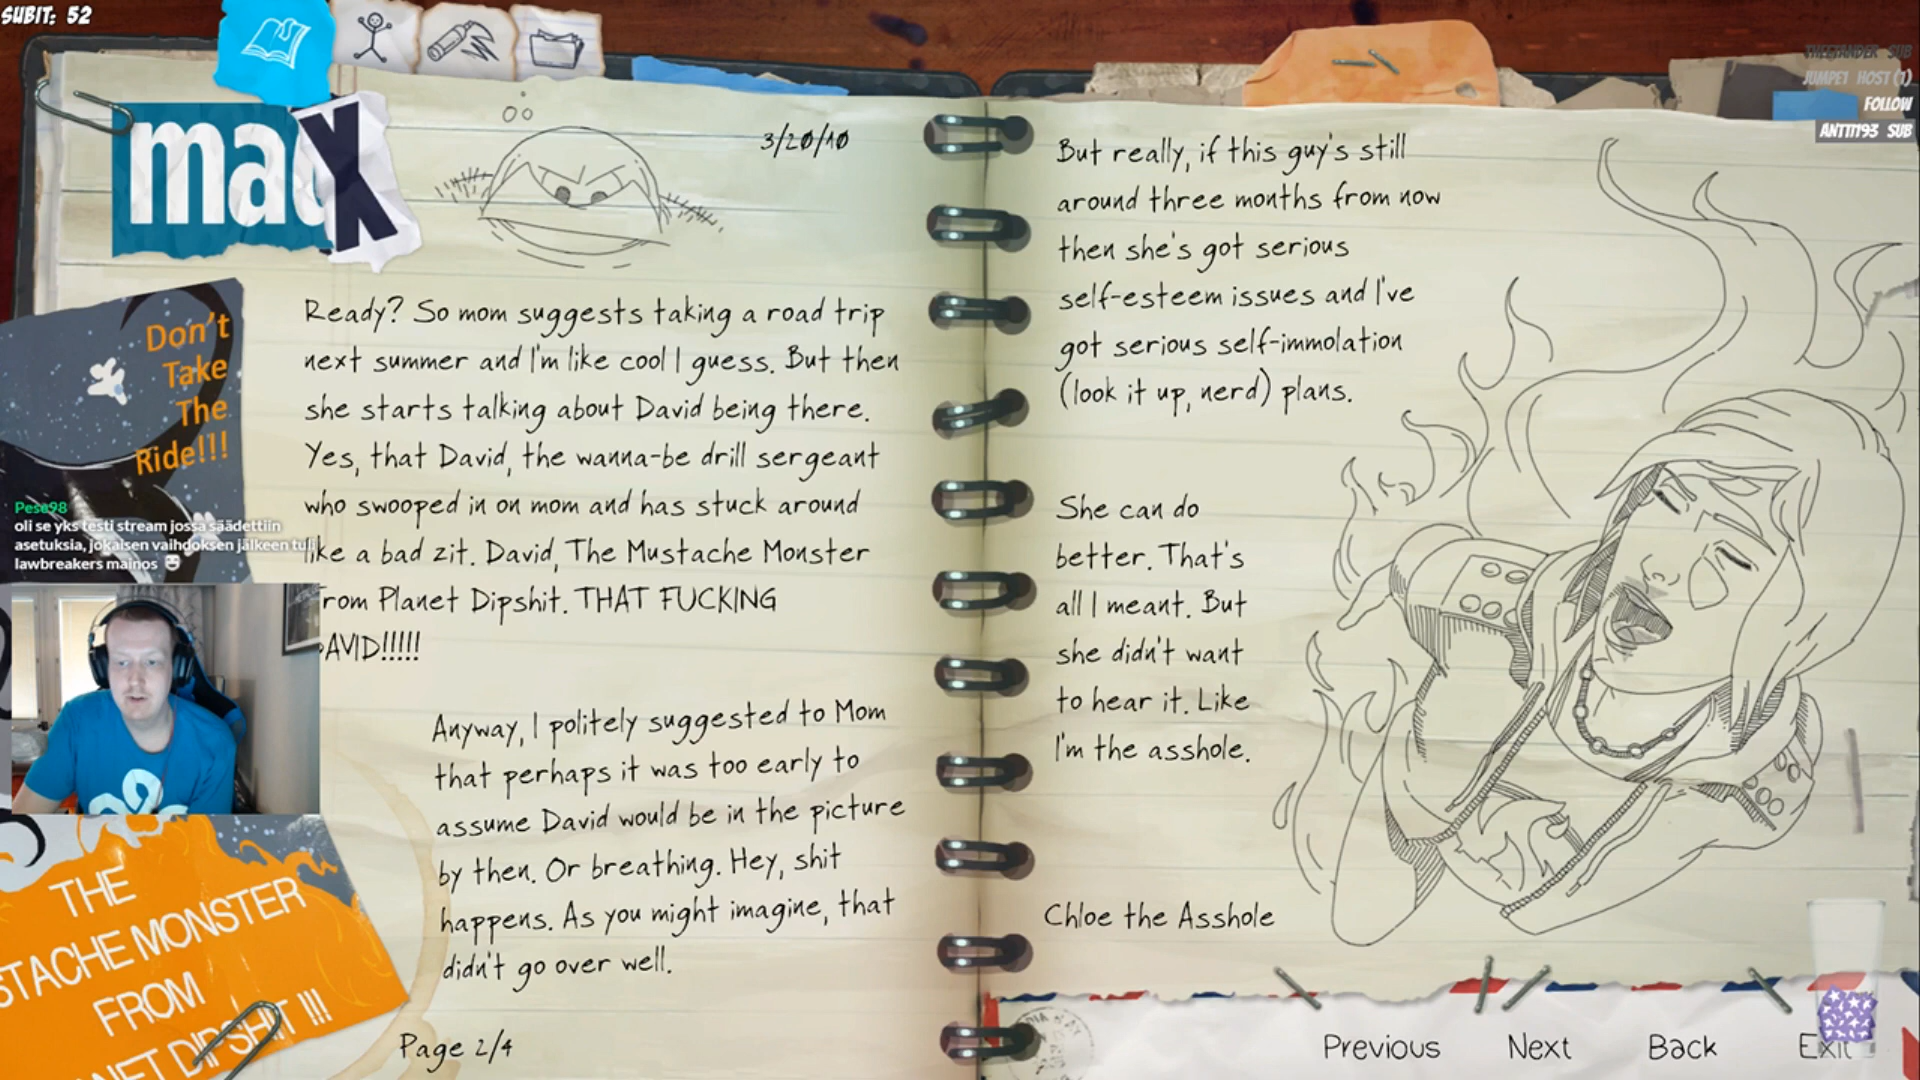 SUBIT: 52
THEGANDER SUB
JUMPE1 HOST (1)
FOLLOW
ANTTI193 SUB
maX
3/20/10
Don't
Take
The
Ride!!!
Ready? So mom suggests taking a road trip
next summer and I'm like cool I guess. But then
she starts talking about David being there.
Yes, that David, the wanna-be drill sergeant
who swooped in on mom and has stuck around
like a bad zit. David, The Mustache Monster
from Planet Dipshit. THAT FUCKING
DAVID!!!!!
Anyway, I politely suggested to Mom
that perhaps it was too early to
assume David would be in the picture
by then. Or breathing. Hey, shit
happens. As you might imagine, that
didn't go over well.
Pese98
oli se yks testi stream jossa säädettiin
asetuksia, jokaisen vaihdoksen jälkeen tuli
lawbreakers mainos
THE
STACHE MONSTER
FROM
NET DIPSHIT !!!
Page 2/4
But really, if this guy's still
around three months from now
then she's got serious
self-esteem issues and I've
got serious self-immolation
(look it up, nerd) plans.
She can do
better. That's
all I meant. But
she didn't want
to hear it. Like
I'm the asshole.
Chloe the Asshole
Previous Next Back Exit